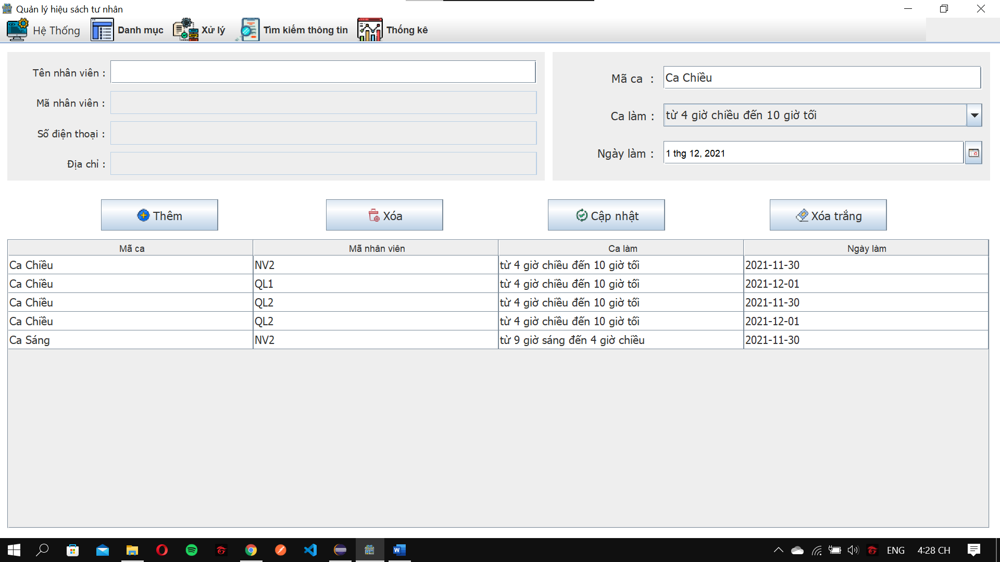 Quản lý hiệu sách tư nhân
Hệ Thống Danh mục Xử lý Tìm kiếm thông tin Thống kê
Tên nhân viên :
Mã nhân viên :
Số điện thoại :
Địa chỉ :
Mã ca : Ca Chiều
Ca làm : từ 4 giờ chiều đến 10 giờ tối
Ngày làm : 1 thg 12, 2021
Thêm Xóa Cập nhật Xóa trắng
Mã ca Mã nhân viên Ca làm Ngày làm
Ca Chiều NV2 từ 4 giờ chiều đến 10 giờ tối 2021-11-30
Ca Chiều QL1 từ 4 giờ chiều đến 10 giờ tối 2021-12-01
Ca Chiều QL2 từ 4 giờ chiều đến 10 giờ tối 2021-11-30
Ca Chiều QL2 từ 4 giờ chiều đến 10 giờ tối 2021-12-01
Ca Sáng NV2 từ 9 giờ sáng đến 4 giờ chiều 2021-11-30
ENG 4:28 CH